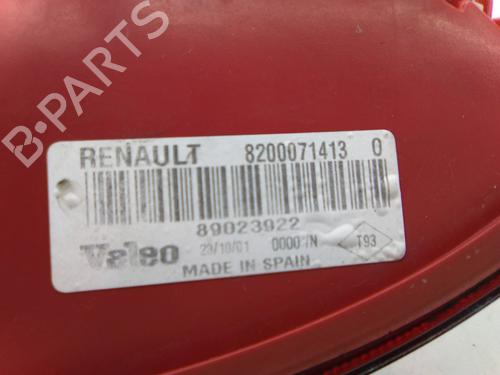 RENAULT 8200071413 0
89023922
Valeo 23/10/01 0000 /N T93
MADE IN SPAIN
B-PARTS